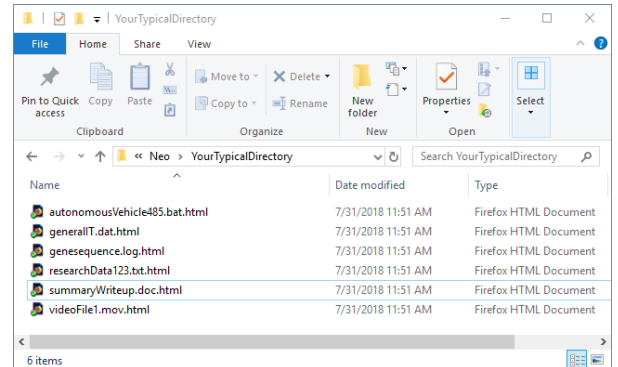 YourTypicalDirectory
File Home Share View
Pin to Quick access
Copy
Paste
Clipboard
Move to
Copy to
Delete
Rename
Organize
New folder
New
Properties
Open
Select
« Neo > YourTypicalDirectory
Search YourTypicalDirectory
Name Date modified Type
autonomousVehicle485.bat.html 7/31/2018 11:51 AM Firefox HTML Document
generalIT.dat.html 7/31/2018 11:51 AM Firefox HTML Document
genesequence.log.html 7/31/2018 11:51 AM Firefox HTML Document
researchData123.txt.html 7/31/2018 11:51 AM Firefox HTML Document
summaryWriteup.doc.html 7/31/2018 11:51 AM Firefox HTML Document
videoFile1.mov.html 7/31/2018 11:51 AM Firefox HTML Document
6 items